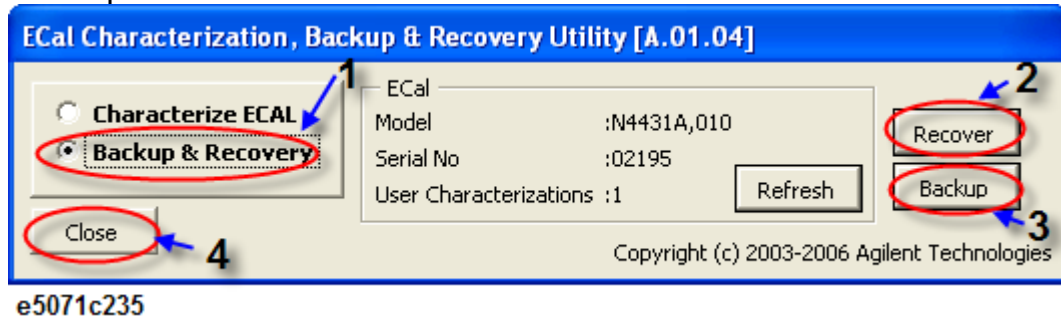 ECal Characterization, Backup & Recovery Utility [A.01.04]
1
2
Characterize ECAL
Backup & Recovery
ECal
Model :N4431A,010
Serial No :02195
User Characterizations :1
Refresh
Recover
Backup
3
Close
4
Copyright (c) 2003-2006 Agilent Technologies
e5071c235